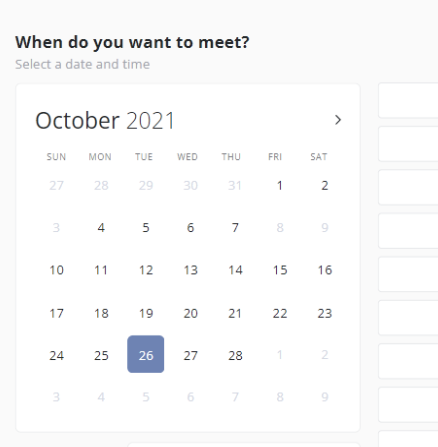 When do you want to meet?
Select a date and time
October 2021
SUN MON TUE WED THU FRI SAT
27 28 29 30 31 1 2
3 4 5 6 7 8 9
10 11 12 13 14 15 16
17 18 19 20 21 22 23
24 25 26 27 28 1 2
3 4 5 6 7 8 9